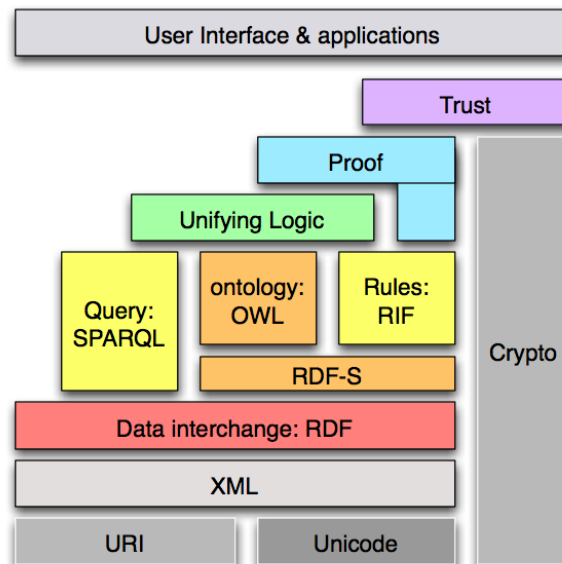 User Interface & applications
Trust
Proof
Unifying Logic
Query:
SPARQL
ontology:
OWL
Rules:
RIF
Crypto
RDF-S
Data interchange: RDF
XML
URI
Unicode